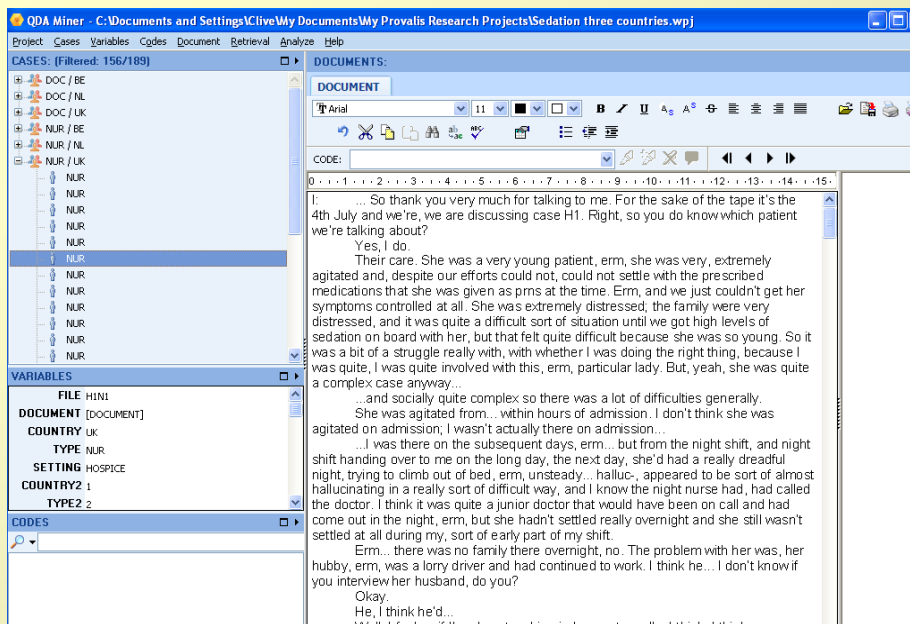 QDA Miner - C:\Documents and Settings\Clive\My Documents\My Provalis Research Projects\Sedation three countries.wpj
Project Cases Variables Codes Document Retrieval Analyze Help
CASES: (Filtered: 156/189)
DOC / BE
DOC / NL
DOC / UK
NUR / BE
NUR / NL
NUR / UK
NUR
NUR
NUR
NUR
NUR
NUR
NUR
NUR
NUR
NUR
NUR
NUR
VARIABLES
FILE H1N1
DOCUMENT [DOCUMENT]
COUNTRY UK
TYPE NUR
SETTING HOSPICE
COUNTRY2 1
TYPE2 2
CODES
DOCUMENTS:
DOCUMENT
Arial 11
CODE:
0 1 2 3 4 5 6 7 8 9 10 11 12 13 14 15
I: ... So thank you very much for talking to me. For the sake of the tape it's the
4th July and we're, we are discussing case H1. Right, so you do know which patient
we're talking about?
Yes, I do.
Their care. She was a very young patient, erm, she was very, extremely
agitated and, despite our efforts could not, could not settle with the prescribed
medications that she was given as prns at the time. Erm, and we just couldn't get her
symptoms controlled at all. She was extremely distressed; the family were very
distressed, and it was quite a difficult sort of situation until we got high levels of
sedation on board with her, but that felt quite difficult because she was so young. So it
was a bit of a struggle really with, with whether I was doing the right thing, because I
was quite, I was quite involved with this, erm, particular lady. But, yeah, she was quite
a complex case anyway...
...and socially quite complex so there was a lot of difficulties generally.
She was agitated from... within hours of admission. I don't think she was
agitated on admission; I wasn't actually there on admission...
...I was there on the subsequent days, erm... but from the night shift, and night
shift handing over to me on the long day, the next day, she'd had a really dreadful
night, trying to climb out of bed, erm, unsteady... halluc-, appeared to be sort of almost
hallucinating in a really sort of difficult way, and I know the night nurse had, had called
the doctor. I think it was quite a junior doctor that would have been on call and had
come out in the night, erm, but she hadn't settled really overnight and she still wasn't
settled at all during my, sort of early part of my shift.
Erm... there was no family there overnight, no. The problem with her was, her
hubby, erm, was a lorry driver and had continued to work. I think he... I don't know if
you interview her husband, do you?
Okay.
He, I think he'd...